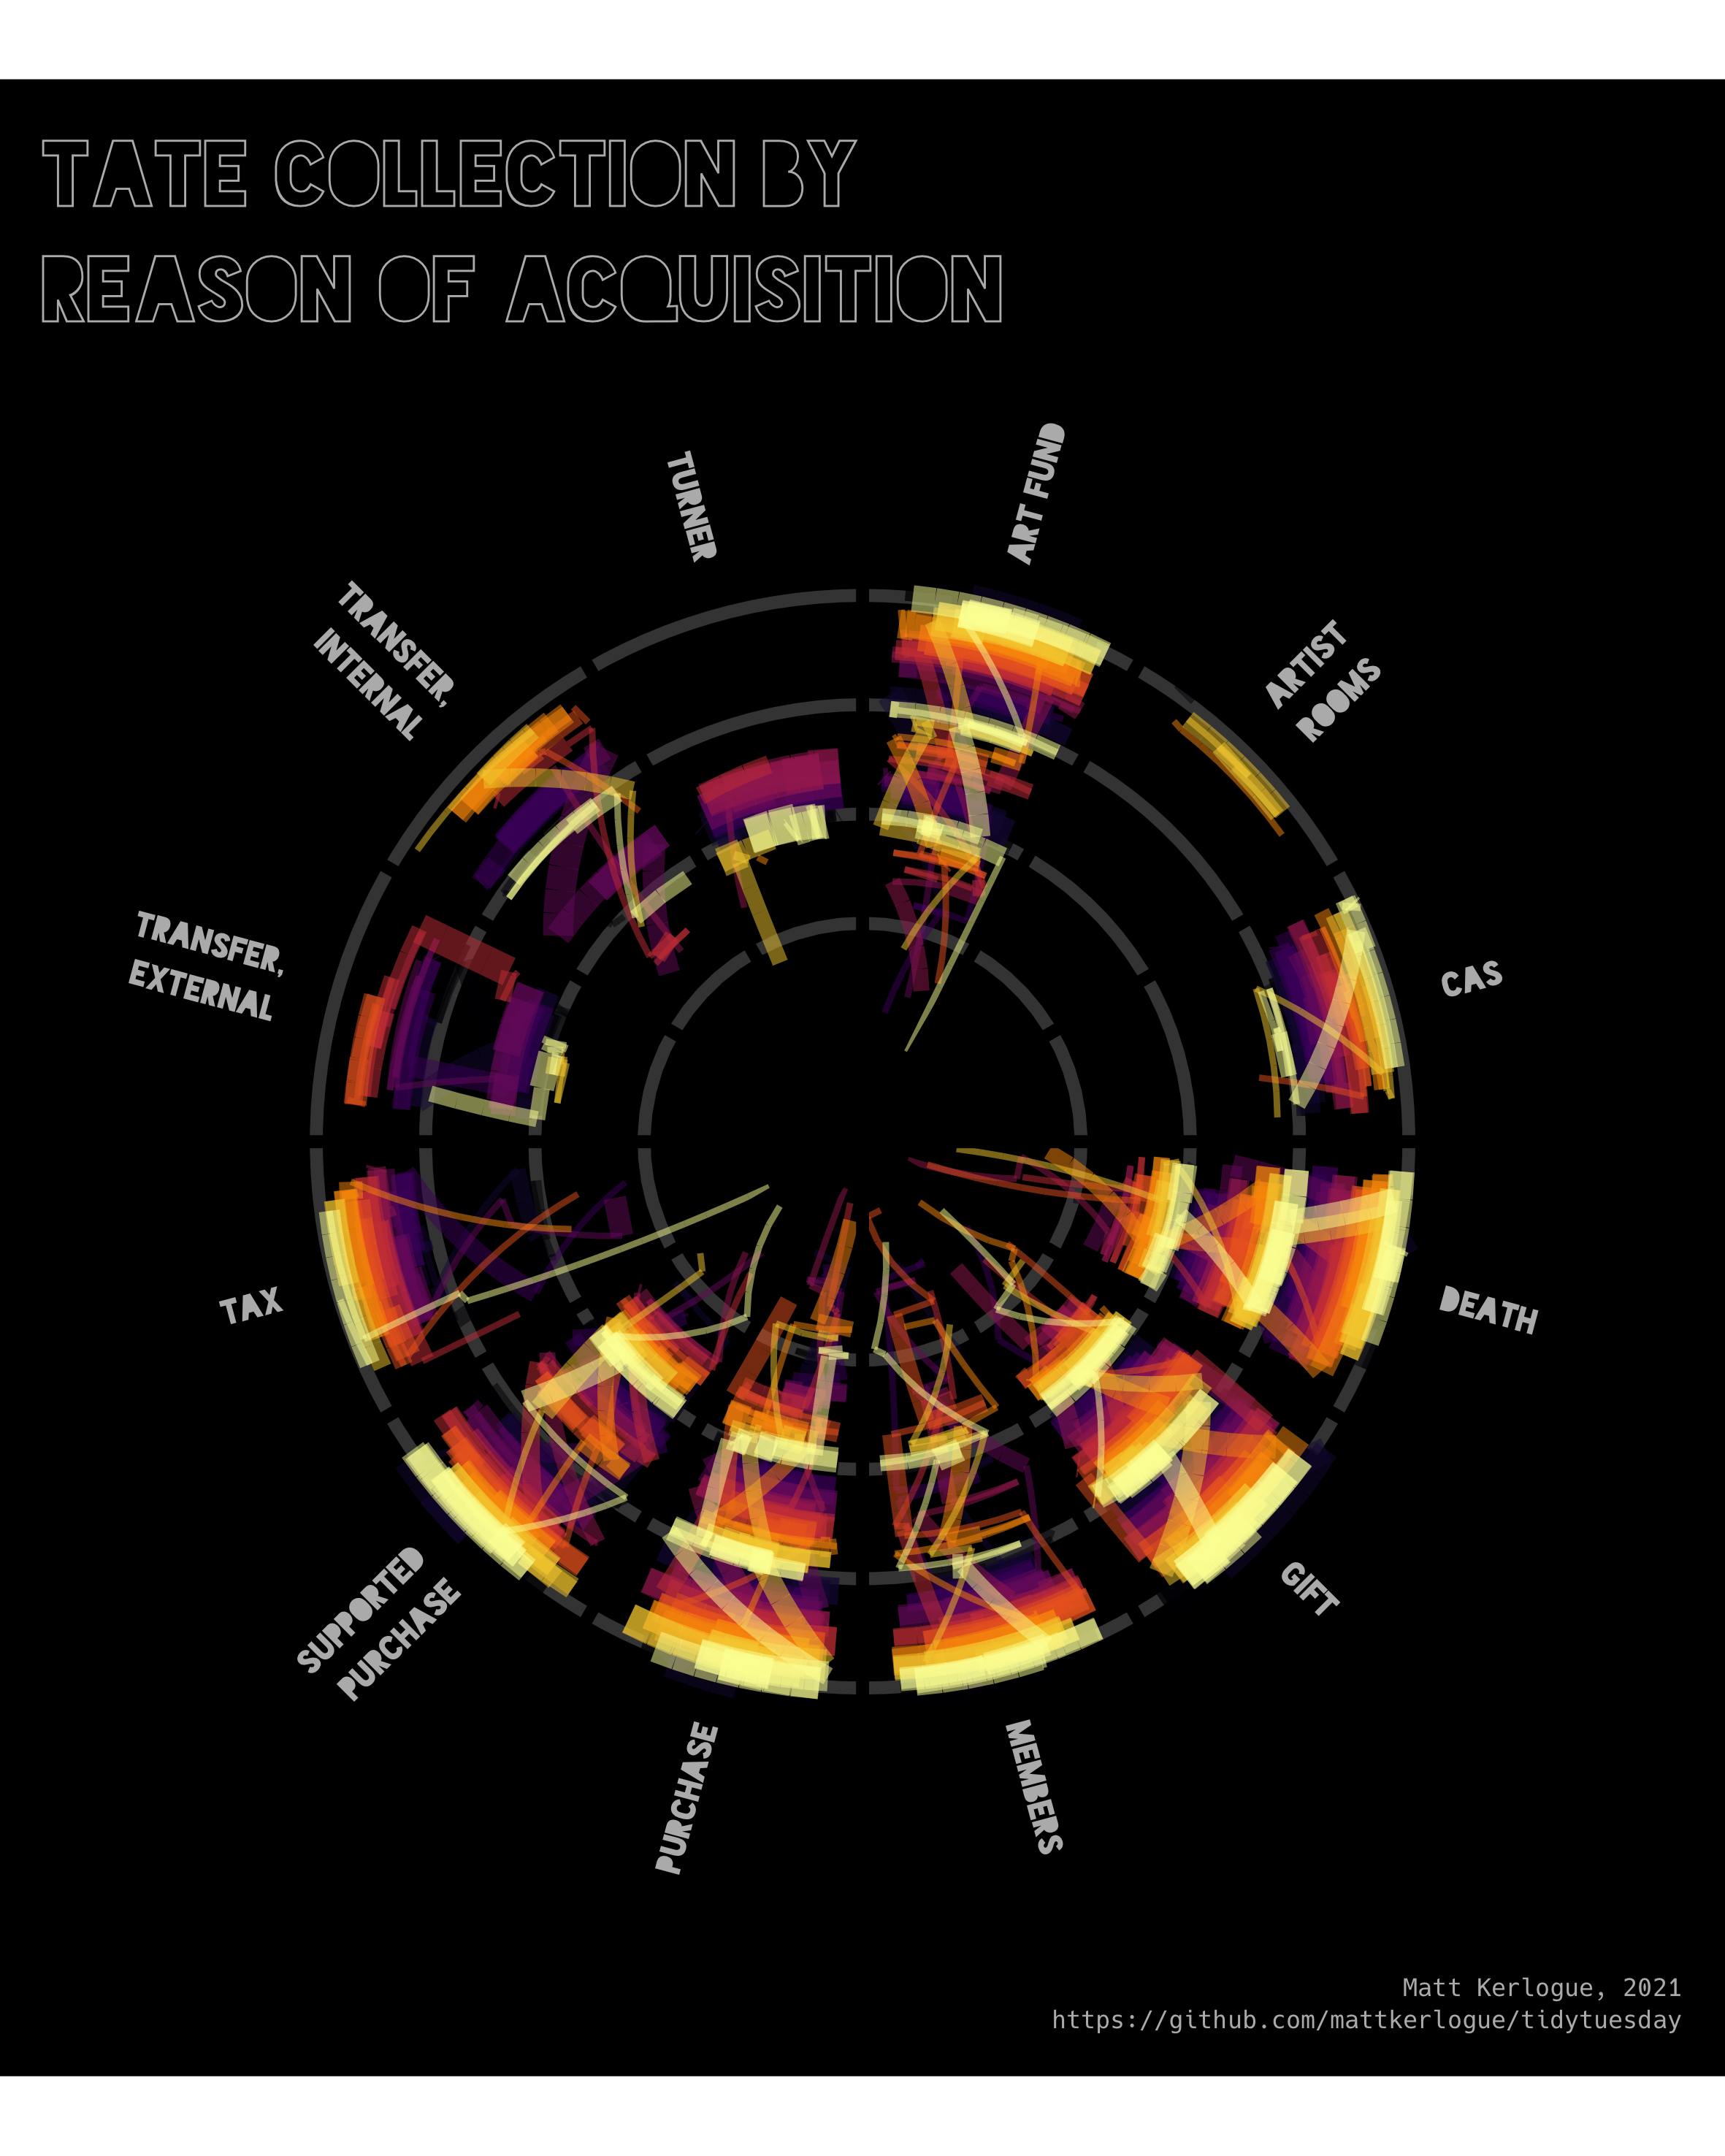 TATE COLLECTION BY
REASON OF ACQUISITION
TURNER
ART FUND
TRANSFER,
INTERNAL
ARTIST
ROOMS
TRANSFER,
EXTERNAL
CAS
TAX
DEATH
SUPPORTED
PURCHASE
GIFT
PURCHASE
MEMBERS
Matt Kerlogue, 2021
https://github.com/mattkerlogue/tidytuesday